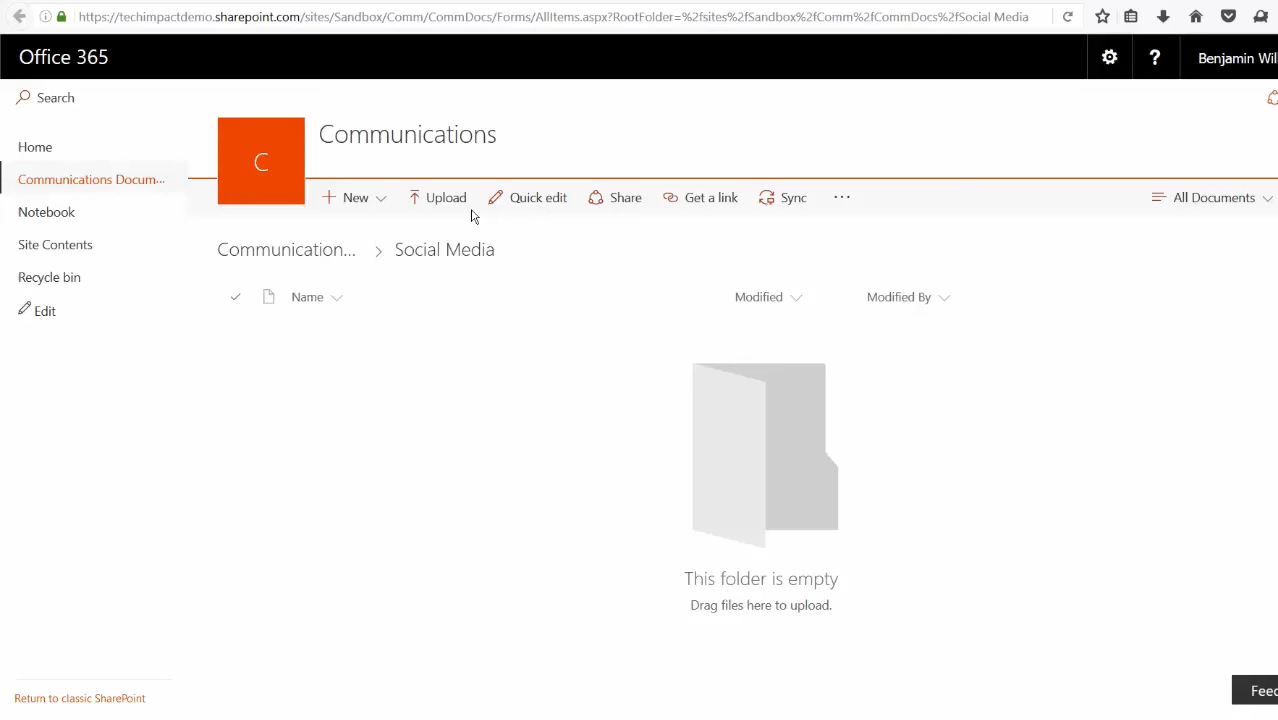 https://techimpactdemo.sharepoint.com/sites/Sandbox/Comm/CommDocs/Forms/AllItems.aspx?RootFolder=%2fsites%2fSandbox%2fComm%2fCommDocs%2fSocial Media
Office 365
?
Benjamin Wil
Search
Home
Communications Docum...
Notebook
Site Contents
Recycle bin
Edit
C
Communications
New
Upload
Quick edit
Share
Get a link
Sync
...
All Documents
Communication... > Social Media
Name
Modified
Modified By
This folder is empty
Drag files here to upload.
Return to classic SharePoint
Feed